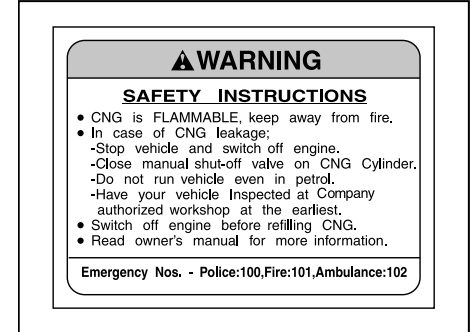 WARNING
SAFETY INSTRUCTIONS
• CNG is FLAMMABLE, keep away from fire.
• In case of CNG leakage;
-Stop vehicle and switch off engine.
-Close manual shut-off valve on CNG Cylinder.
-Do not run vehicle even in petrol.
-Have your vehicle Inspected at Company
authorized workshop at the earliest.
• Switch off engine before refilling CNG.
• Read owner's manual for more information.
Emergency Nos. - Police:100,Fire:101,Ambulance:102